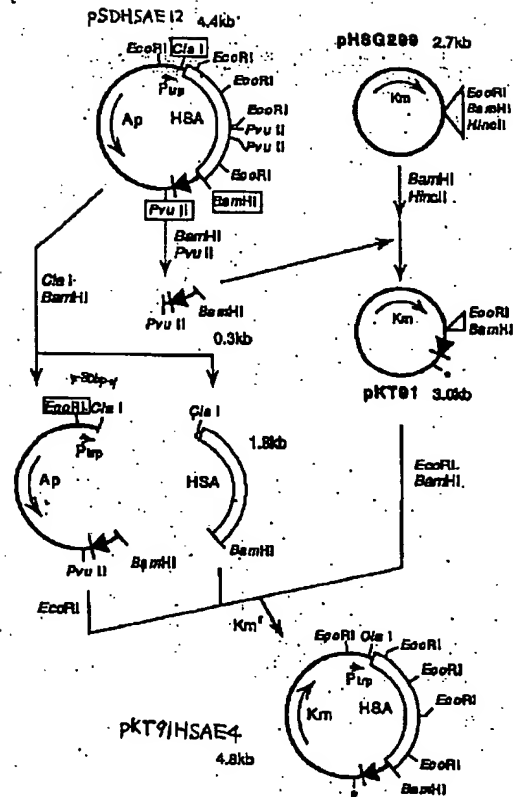 pSDHSAE12 4.4kb
EcoRI Cla I
EcoRI
Ptrp
EcoRI
Ap
HSA
EcoRI
Pvu II
Pvu II
EcoRI
BamHI
Pvu II
BamHI
Pvu II
BamHI
Pvu II
0.3kb
pHSG299 2.7kb
Km
EcoRI
BamHI
HincII
BamHI
HincII
Km
EcoRI
BamHI
pKT91 3.0kb
Cla I-
BamHI
EcoRI Cla I
Ptrp
Ap
BamHI
Pvu II
Cla I
1.8kb
HSA
BamHI
EcoRI-
BamHI
EcoRI
Kmr
EcoRI Cla I
EcoRI
Ptrp
EcoRI
Km
HSA
EcoRI
EcoRI
BamHI
pKT91HSAE4
4.8kb